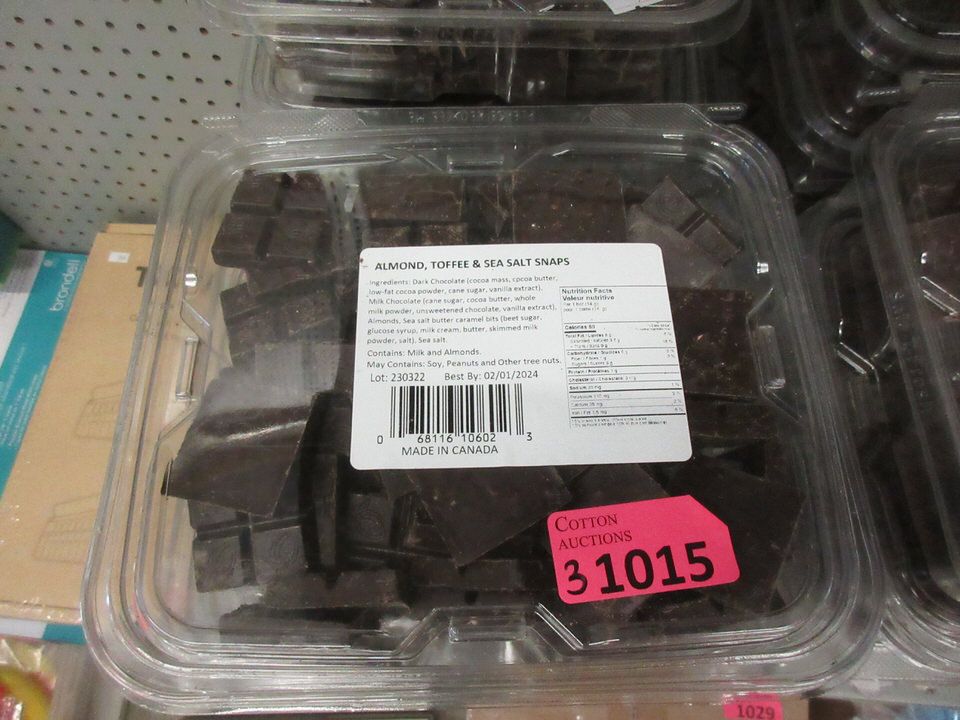 ALMOND, TOFFEE & SEA SALT SNAPS
Ingredients: Dark Chocolate (cocoa mass, cocoa butter,
low-fat cocoa powder, cane sugar, vanilla extract),
Milk Chocolate (cane sugar, cocoa butter, whole
milk powder, unsweetened chocolate, vanilla extract),
Almonds, Sea salt butter caramel bits (beet sugar,
glucose syrup, milk cream, butter, skimmed milk
powder, salt), Sea salt.
Contains: Milk and Almonds.
May Contains: Soy, Peanuts and Other tree nuts.
Lot: 230322 Best By: 02/01/2024
0 68116 10602 3
MADE IN CANADA
Nutrition Facts
Valeur nutritive
Calories 80
COTTON
AUCTIONS
31015
brondell
1029